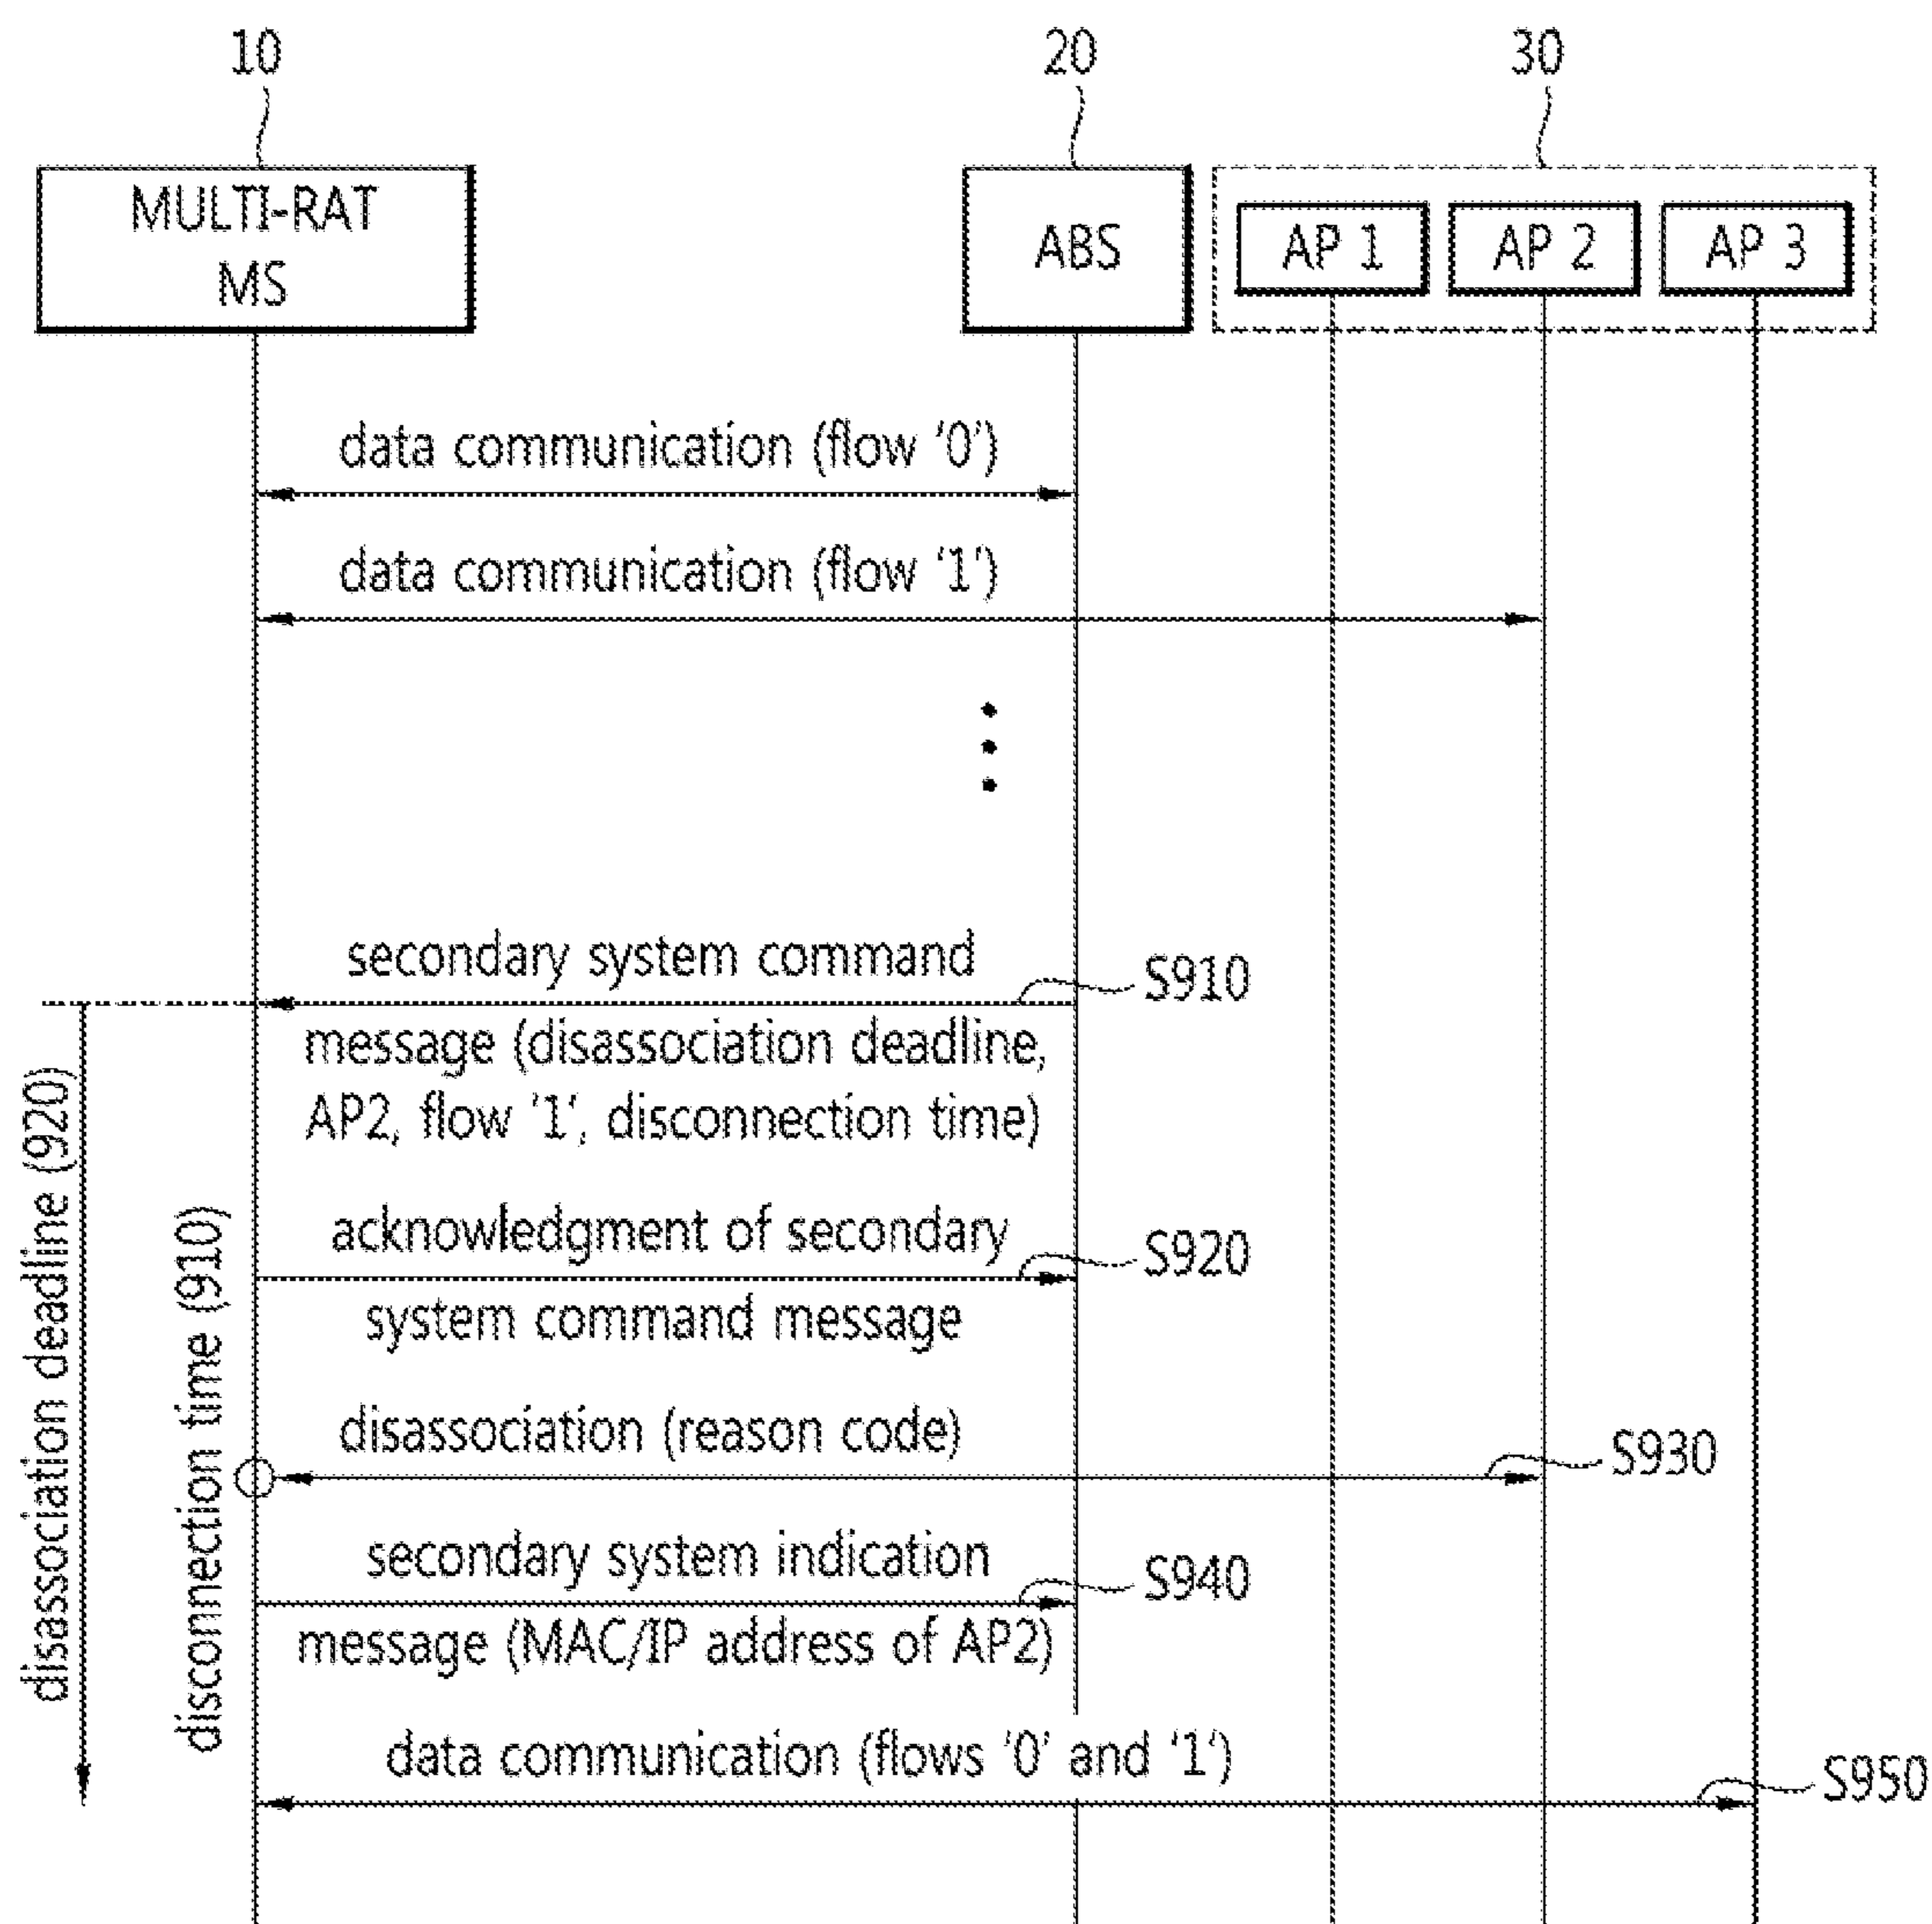 10
20
30
MULTI-RAT
MS
ABS
AP 1
AP 2
AP 3
data communication (flow '0')
data communication (flow '1')
secondary system command
S910
message (disassociation deadline,
AP2, flow '1', disconnection time)
acknowledgment of secondary
S920
system command message
disassociation (reason code)
S930
secondary system indication
S940
message (MAC/IP address of AP2)
data communication (flows '0' and '1')
S950
disassociation deadline (920)
disconnection time (910)